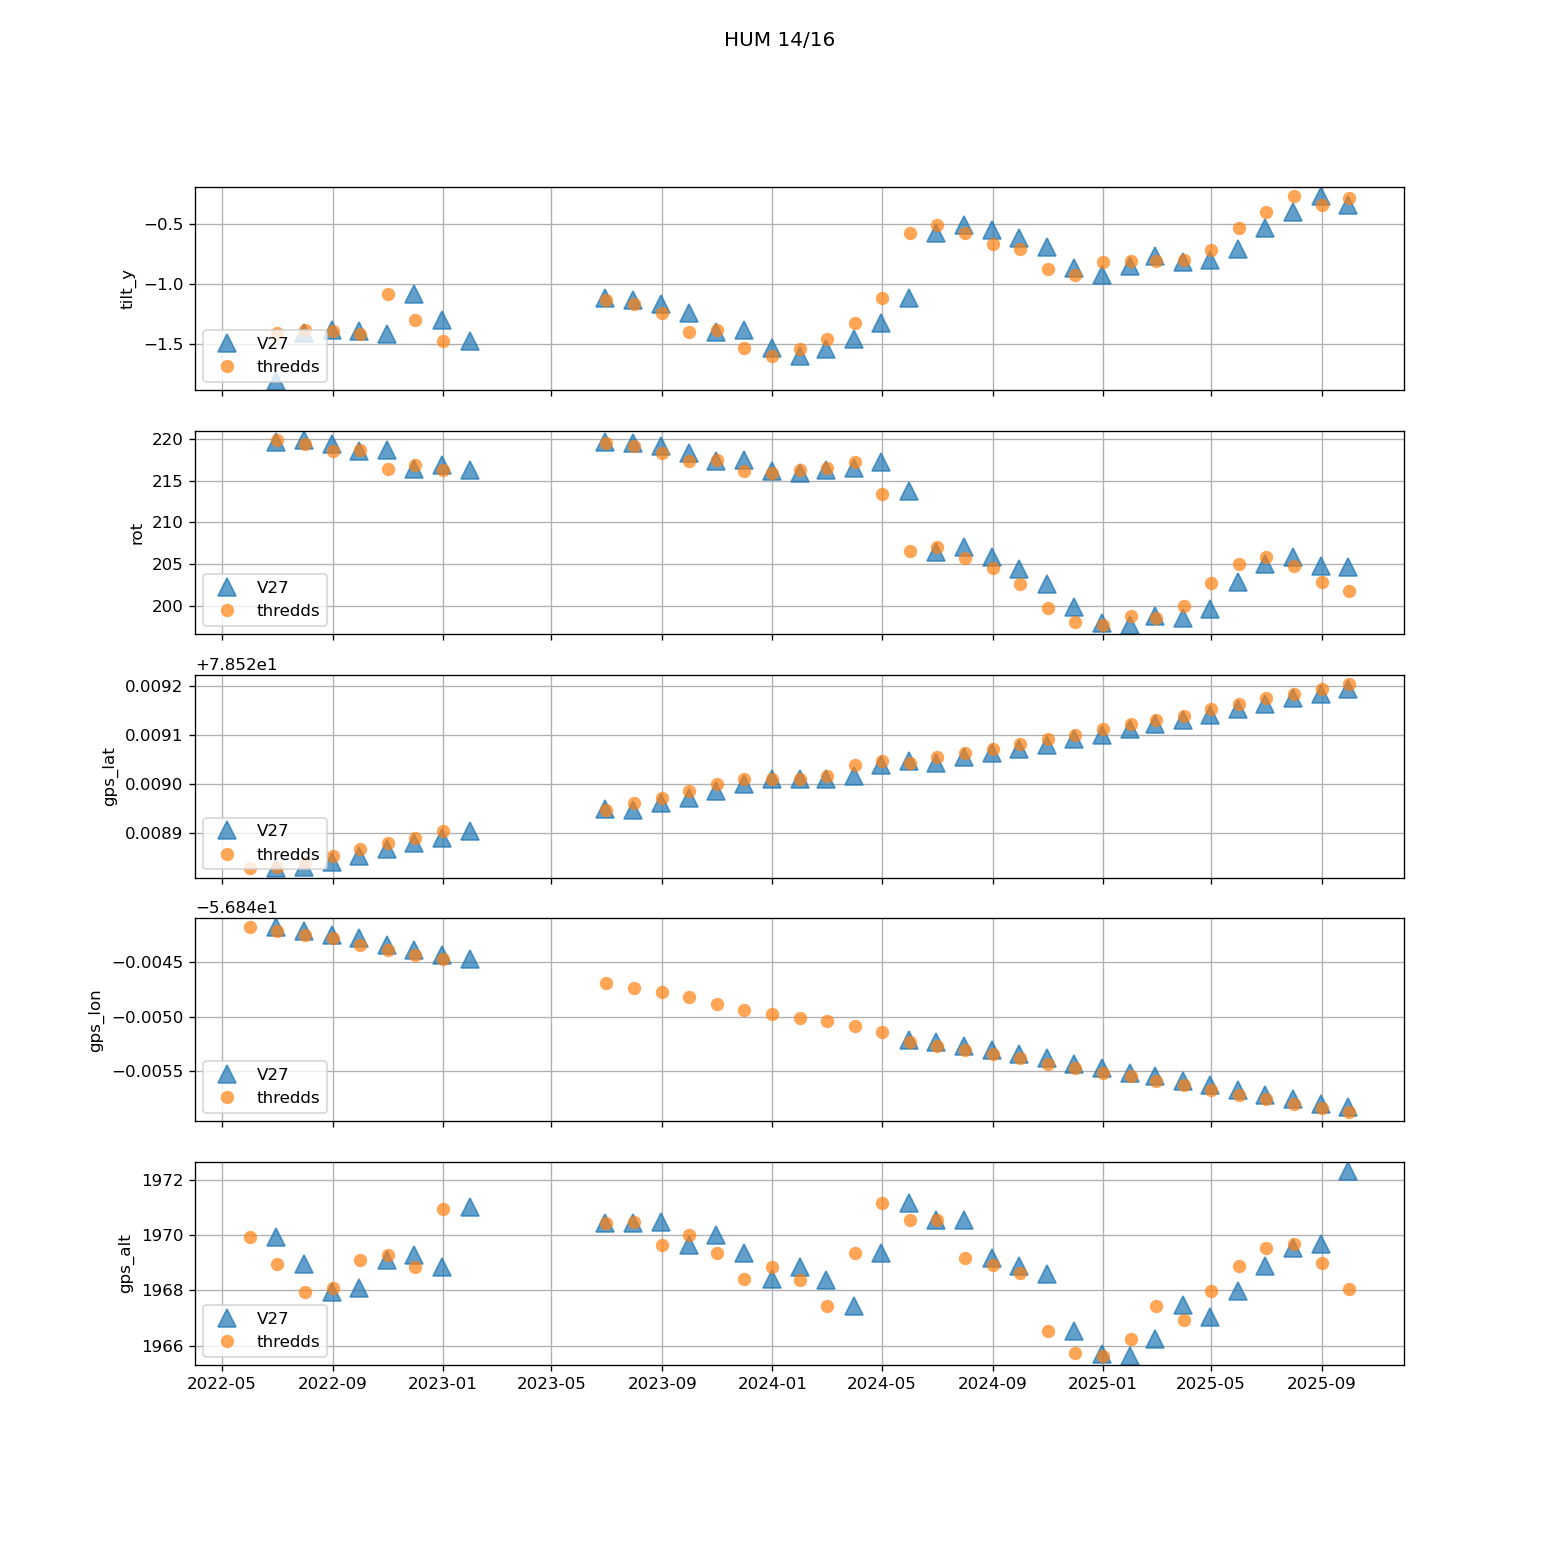 HUM 14/16
−0.5
−1.0
−1.5
tilt_y
V27
thredds
220
215
210
205
200
rot
V27
thredds
+7.852e1
0.0092
0.0091
0.0090
0.0089
gps_lat
V27
thredds
−5.684e1
−0.0045
−0.0050
−0.0055
gps_lon
V27
thredds
1972
1970
1968
1966
gps_alt
V27
thredds
2022-05 2022-09 2023-01 2023-05 2023-09 2024-01 2024-05 2024-09 2025-01 2025-05 2025-09